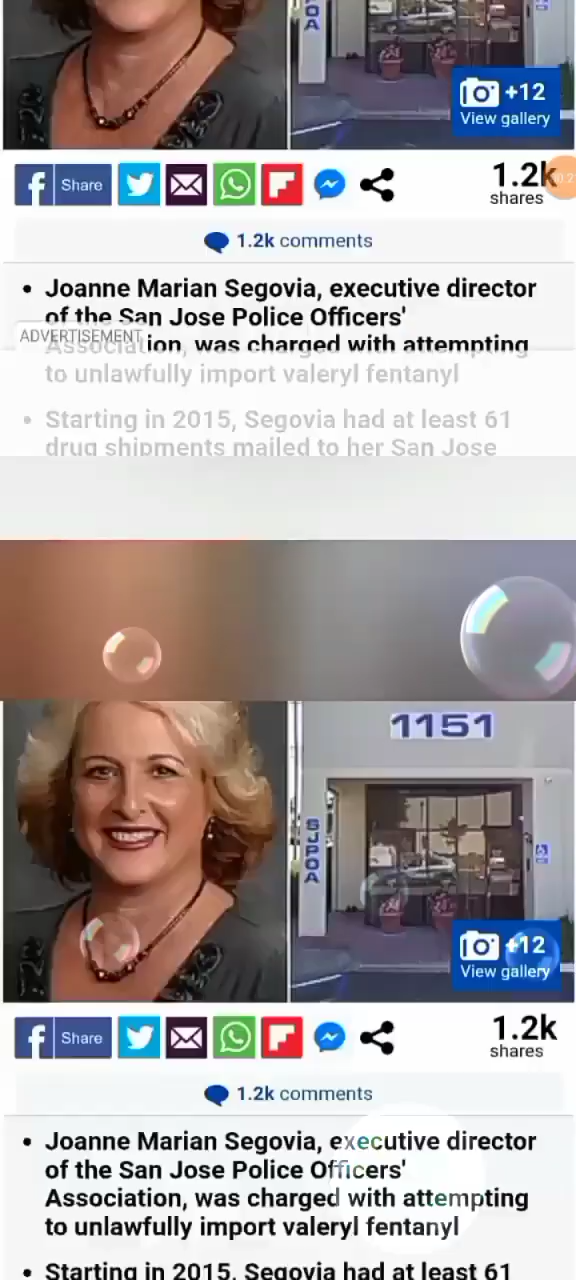 POA
+12
View gallery
Share
1.2k
shares
1.2k comments
• Joanne Marian Segovia, executive director
of the San Jose Police Officers'
ADVERTISEMENT
Association, was charged with attempting
to unlawfully import valeryl fentanyl
• Starting in 2015, Segovia had at least 61
drug shipments mailed to her San Jose
1151
SJPOA
+12
View gallery
Share
1.2k
shares
1.2k comments
• Joanne Marian Segovia, executive director
of the San Jose Police Officers'
Association, was charged with attempting
to unlawfully import valeryl fentanyl
• Starting in 2015, Segovia had at least 61